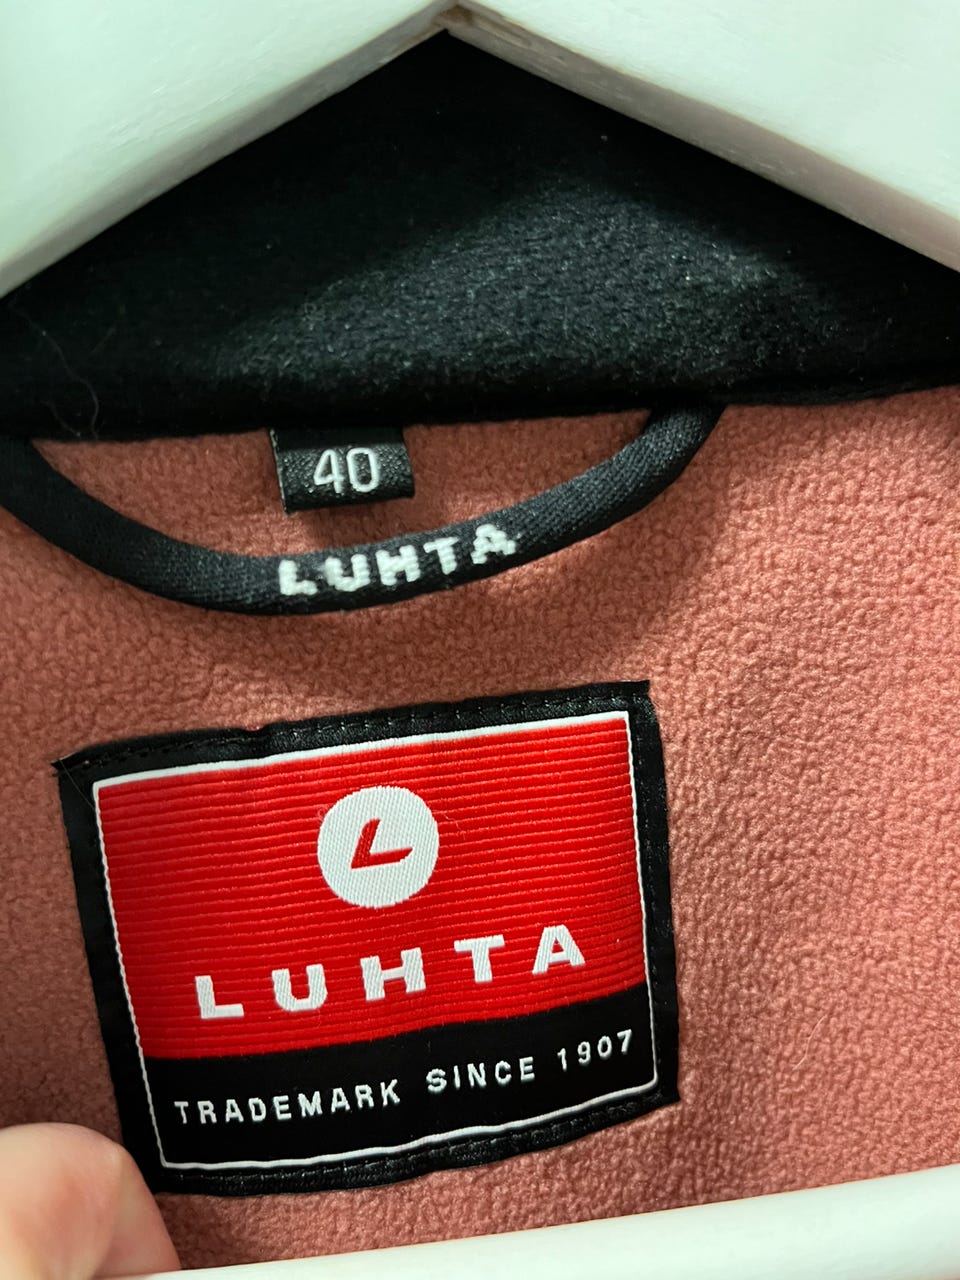 40
LUHTA
L
LUHTA
TRADEMARK SINCE 1907